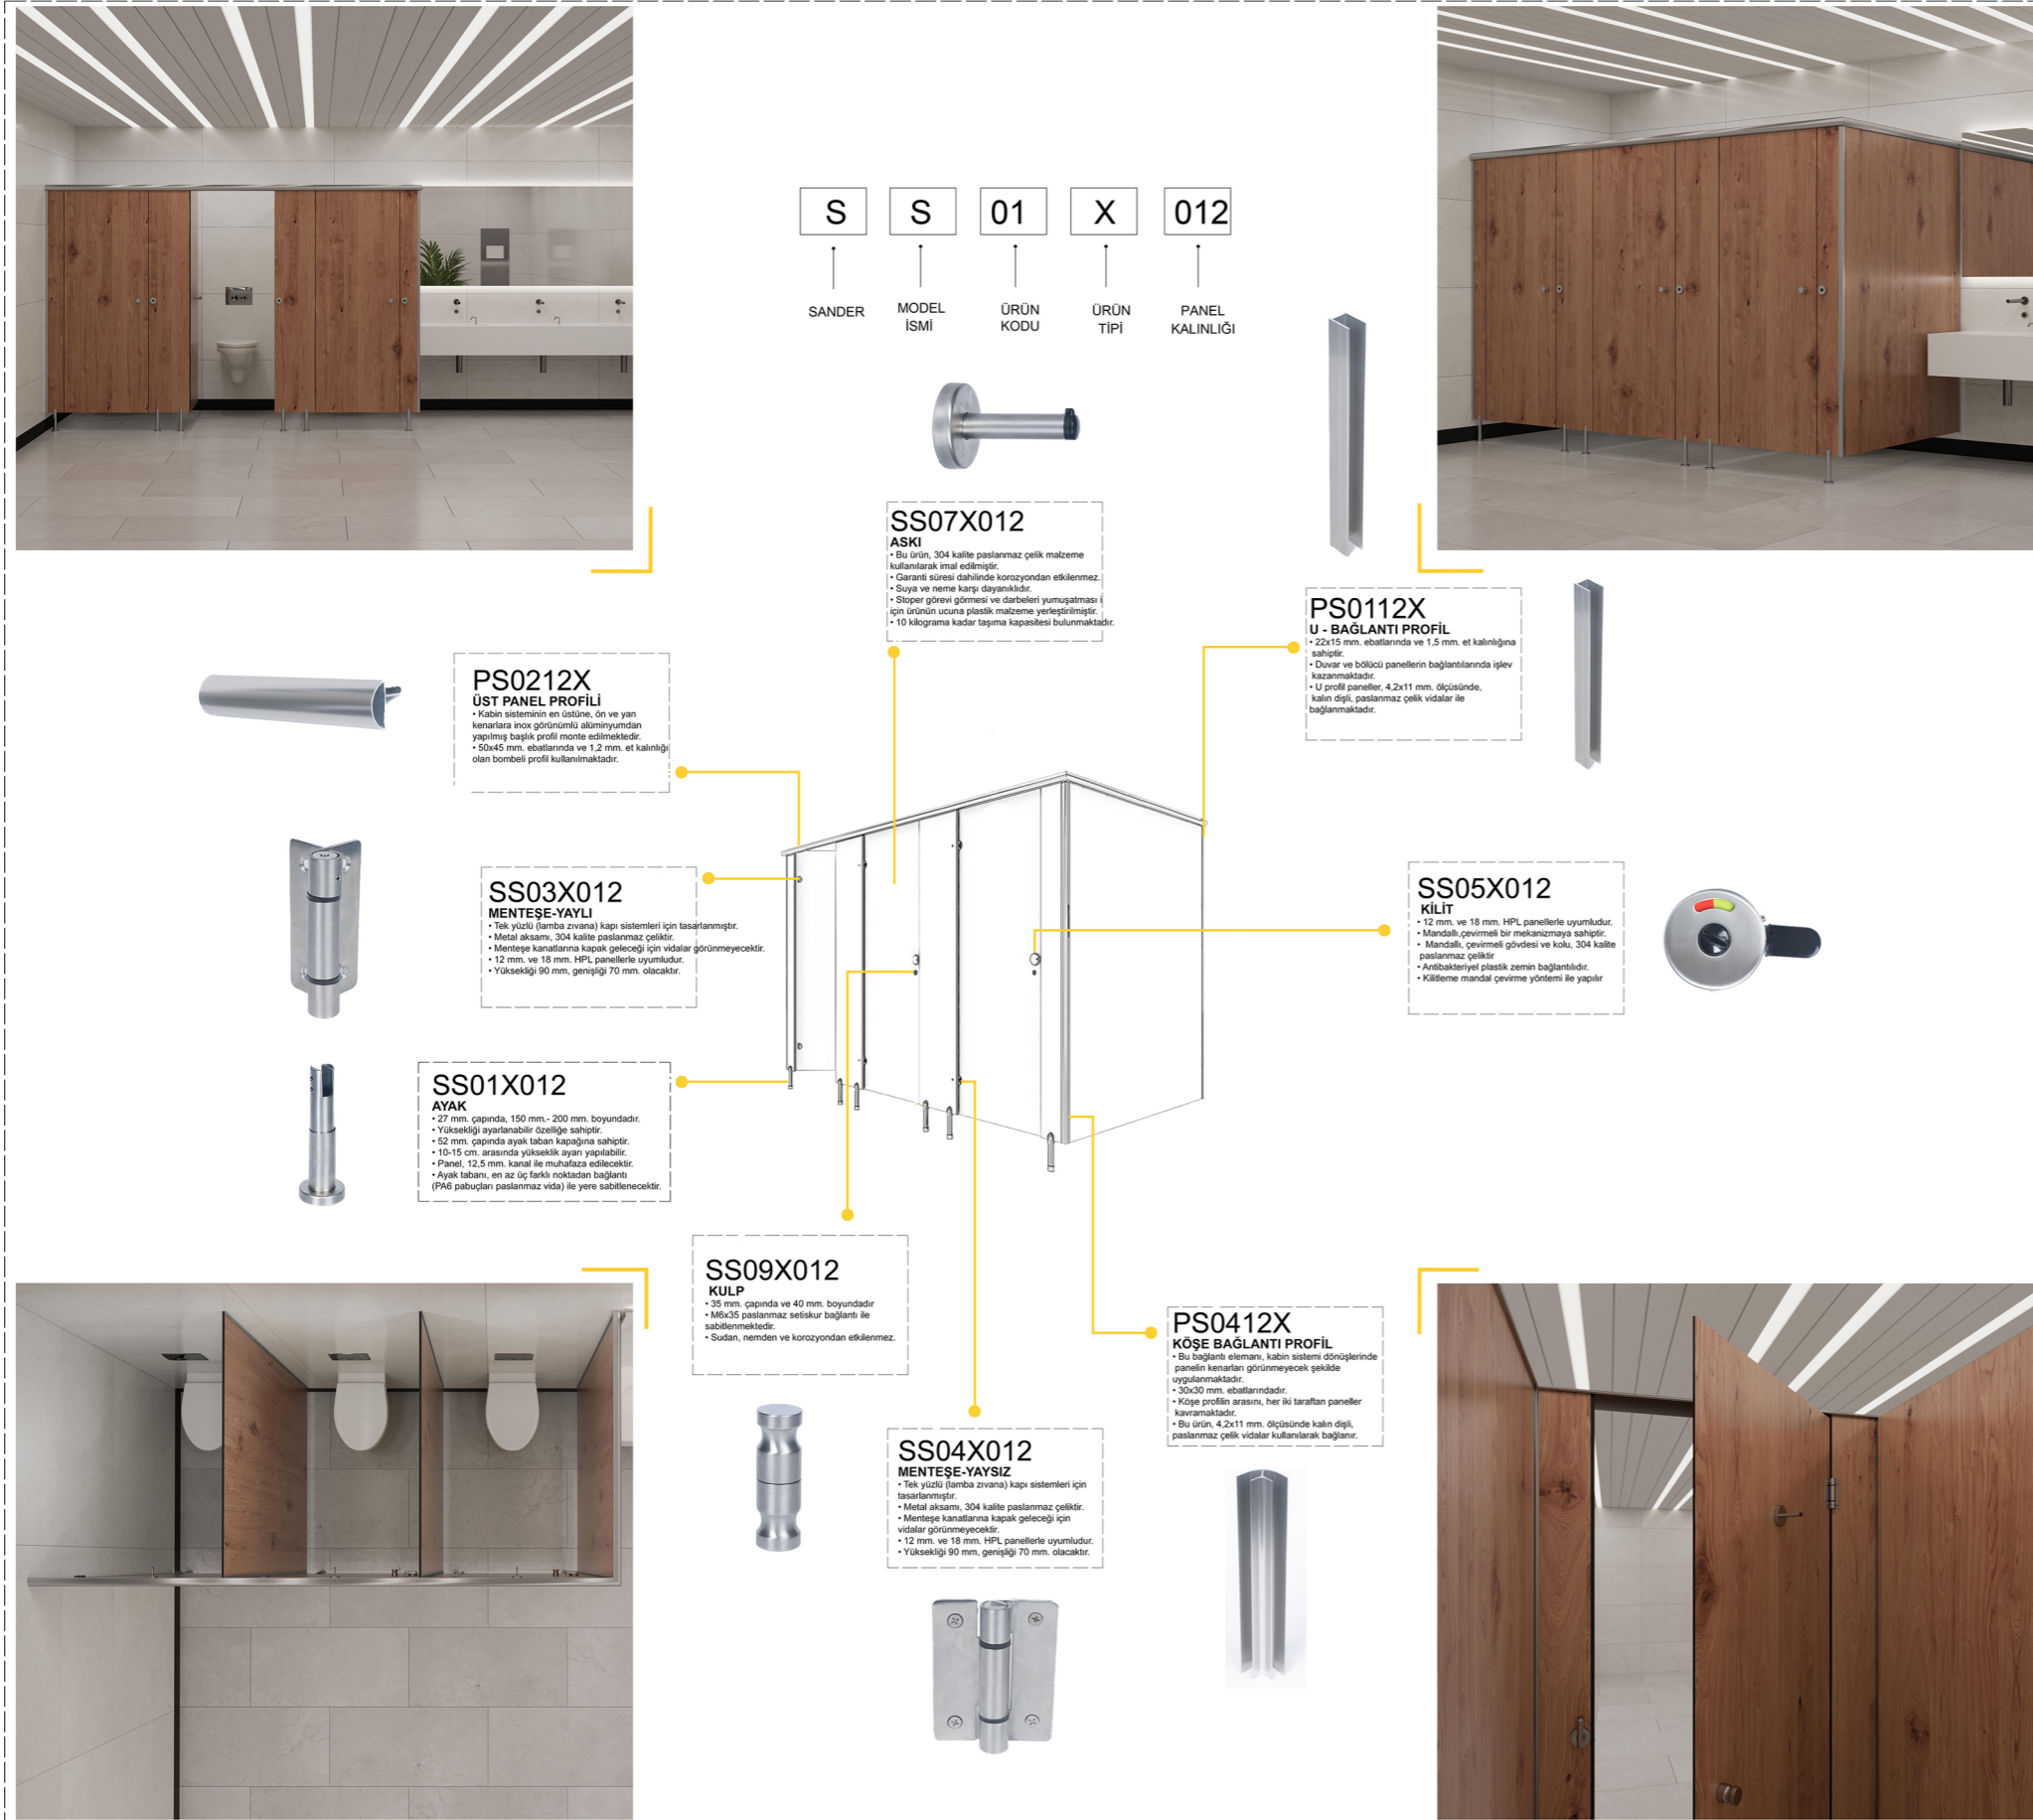 S
S
01
X
012
SANDER
MODEL
İSMİ
ÜRÜN
KODU
ÜRÜN
TİPİ
PANEL
KALINLIĞI
SS07X012
ASKI
• Bu ürün, 304 kalite paslanmaz çelik malzeme
kullanılarak imal edilmiştir.
• Garanti süresi dahilinde korozyondan etkilenmez.
• Suya ve neme karşı dayanıklıdır.
• Stoper görevi görmesi ve darbeleri yumuşatması i
için ürünün ucuna plastik malzeme yerleştirilmiştir.
• 10 kilograma kadar taşıma kapasitesi bulunmaktadır.
PS0112X
U - BAĞLANTI PROFİL
• 22x15 mm. ebatlarında ve 1,5 mm. et kalınlığına
sahiptir.
• Duvar ve bölücü panellerin bağlantılarında işlev
kazanmaktadır.
• U profil paneller, 4,2x11 mm. ölçüsünde,
kalın dişli, paslanmaz çelik vidalar ile
bağlanmaktadır.
PS0212X
ÜST PANEL PROFİLİ
• Kabin sisteminin en üstüne, ön ve yan
kenarlara inox görünümlü alüminyumdan
yapılmış başlık profil monte edilmektedir.
• 50x45 mm. ebatlarında ve 1,2 mm. et kalınlığı
olan bombeli profil kullanılmaktadır.
SS03X012
MENTEŞE-YAYLI
• Tek yüzlü (lamba zıvana) kapı sistemleri için tasarlanmıştır.
• Metal aksamı, 304 kalite paslanmaz çeliktir.
• Menteşe kanatlarına kapak geleceği için vidalar görünmeyecektir.
• 12 mm. ve 18 mm. HPL panellerle uyumludur.
• Yüksekliği 90 mm, genişliği 70 mm. olacaktır.
SS05X012
KİLİT
• 12 mm. ve 18 mm. HPL panellerle uyumludur.
• Mandallı,çevirmeli bir mekanizmaya sahiptir.
• Mandallı, çevirmeli gövdesi ve kolu, 304 kalite
paslanmaz çeliktir
• Antibakteriyel plastik zemin bağlantılıdır.
• Kilitleme mandal çevirme yöntemi ile yapılır
SS01X012
AYAK
• 27 mm. çapında, 150 mm.- 200 mm. boyundadır.
• Yüksekliği ayarlanabilir özelliğe sahiptir.
• 52 mm. çapında ayak taban kapağına sahiptir.
• 10-15 cm. arasında yükseklik ayarı yapılabilir.
• Panel, 12,5 mm. kanal ile muhafaza edilecektir.
• Ayak tabanı, en az üç farklı noktadan bağlantı
(PA6 pabuçları paslanmaz vida) ile yere sabitlenecektir.
SS09X012
KULP
• 35 mm. çapında ve 40 mm. boyundadır
• M6x35 paslanmaz setiskur bağlantı ile
sabitlenmektedir.
• Sudan, nemden ve korozyondan etkilenmez.
PS0412X
KÖŞE BAĞLANTI PROFİL
• Bu bağlantı elemanı, kabin sistemi dönüşlerinde
panelin kenarları görünmeyecek şekilde
uygulanmaktadır.
• 30x30 mm. ebatlarındadır.
• Köşe profilin arasını, her iki taraftan paneller
kavramaktadır.
• Bu ürün, 4,2x11 mm. ölçüsünde kalın dişli,
paslanmaz çelik vidalar kullanılarak bağlanır.
SS04X012
MENTEŞE-YAYSIZ
• Tek yüzlü (lamba zıvana) kapı sistemleri için
tasarlanmıştır.
• Metal aksamı, 304 kalite paslanmaz çeliktir.
• Menteşe kanatlarına kapak geleceği için
vidalar görünmeyecektir.
• 12 mm. ve 18 mm. HPL panellerle uyumludur.
• Yüksekliği 90 mm, genişliği 70 mm. olacaktır.